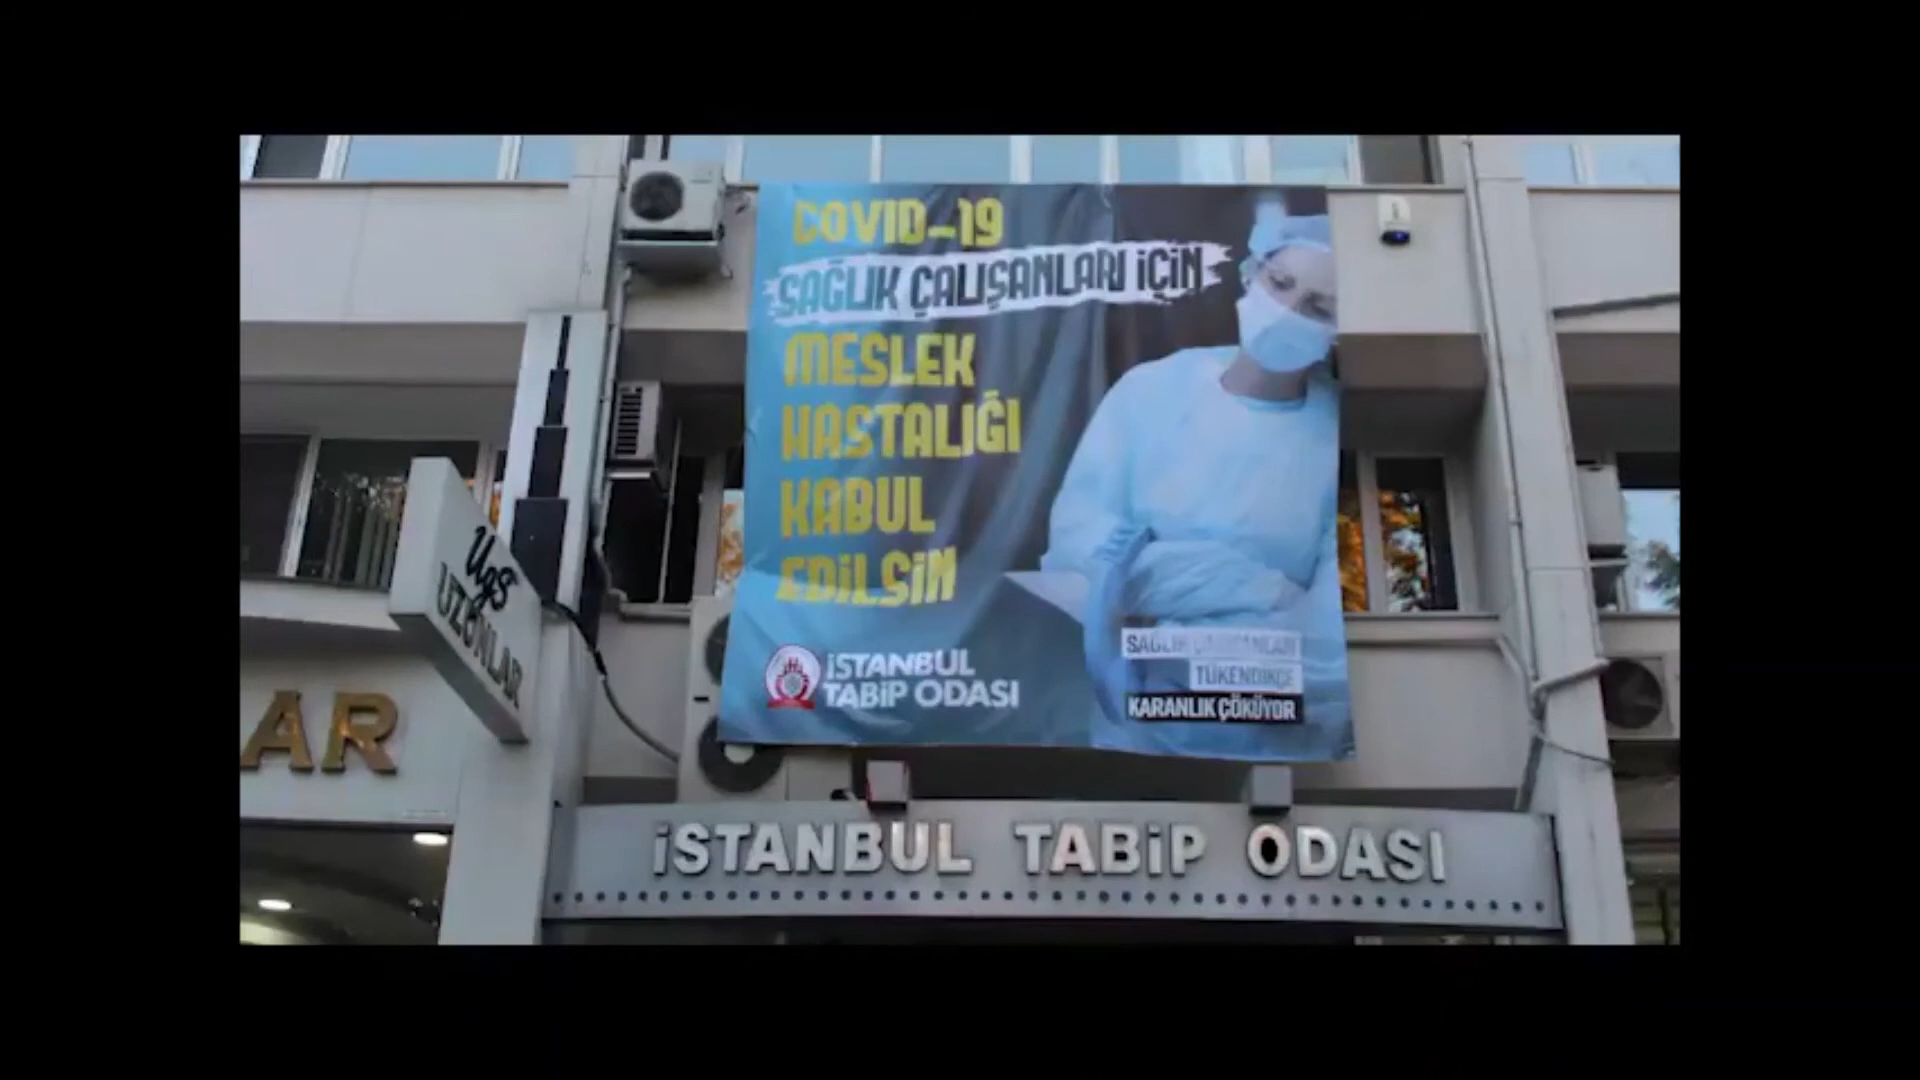 COVID-19
SAĞLIK ÇALIŞANLARI İÇİN
MESLEK
HASTALIĞI
KABUL
EDİLSİN
İSTANBUL
TABİP ODASI
SAĞLIK ÇALIŞANLARI
TÜKENDİKÇE
KARANLIK ÇÖKÜYOR
UZUNLAR
AR
İSTANBUL TABİP ODASI